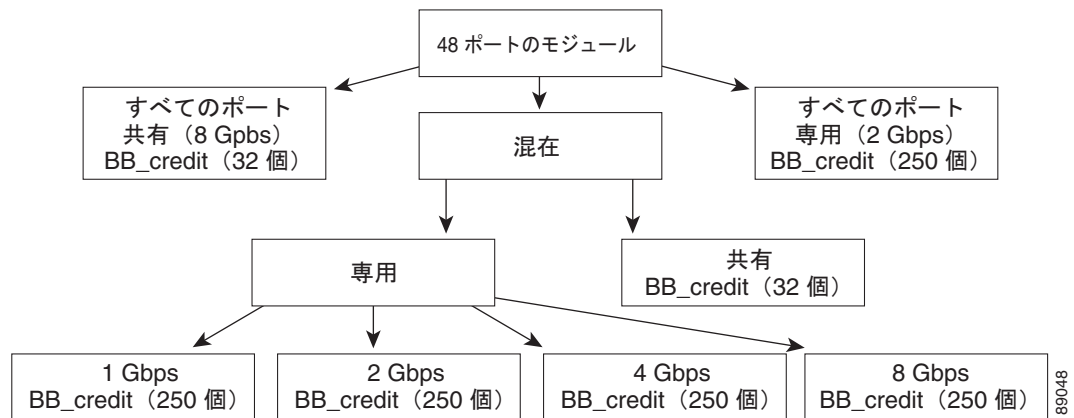 48 ポートのモジュール
すべてのポート
共有（8 Gpbs）
BB_credit（32 個）
混在
すべてのポート
専用（2 Gbps）
BB_credit（250 個）
専用
共有
BB_credit（32 個）
1 Gbps
BB_credit（250 個）
2 Gbps
BB_credit（250 個）
4 Gbps
BB_credit（250 個）
8 Gbps
BB_credit（250 個）
89048